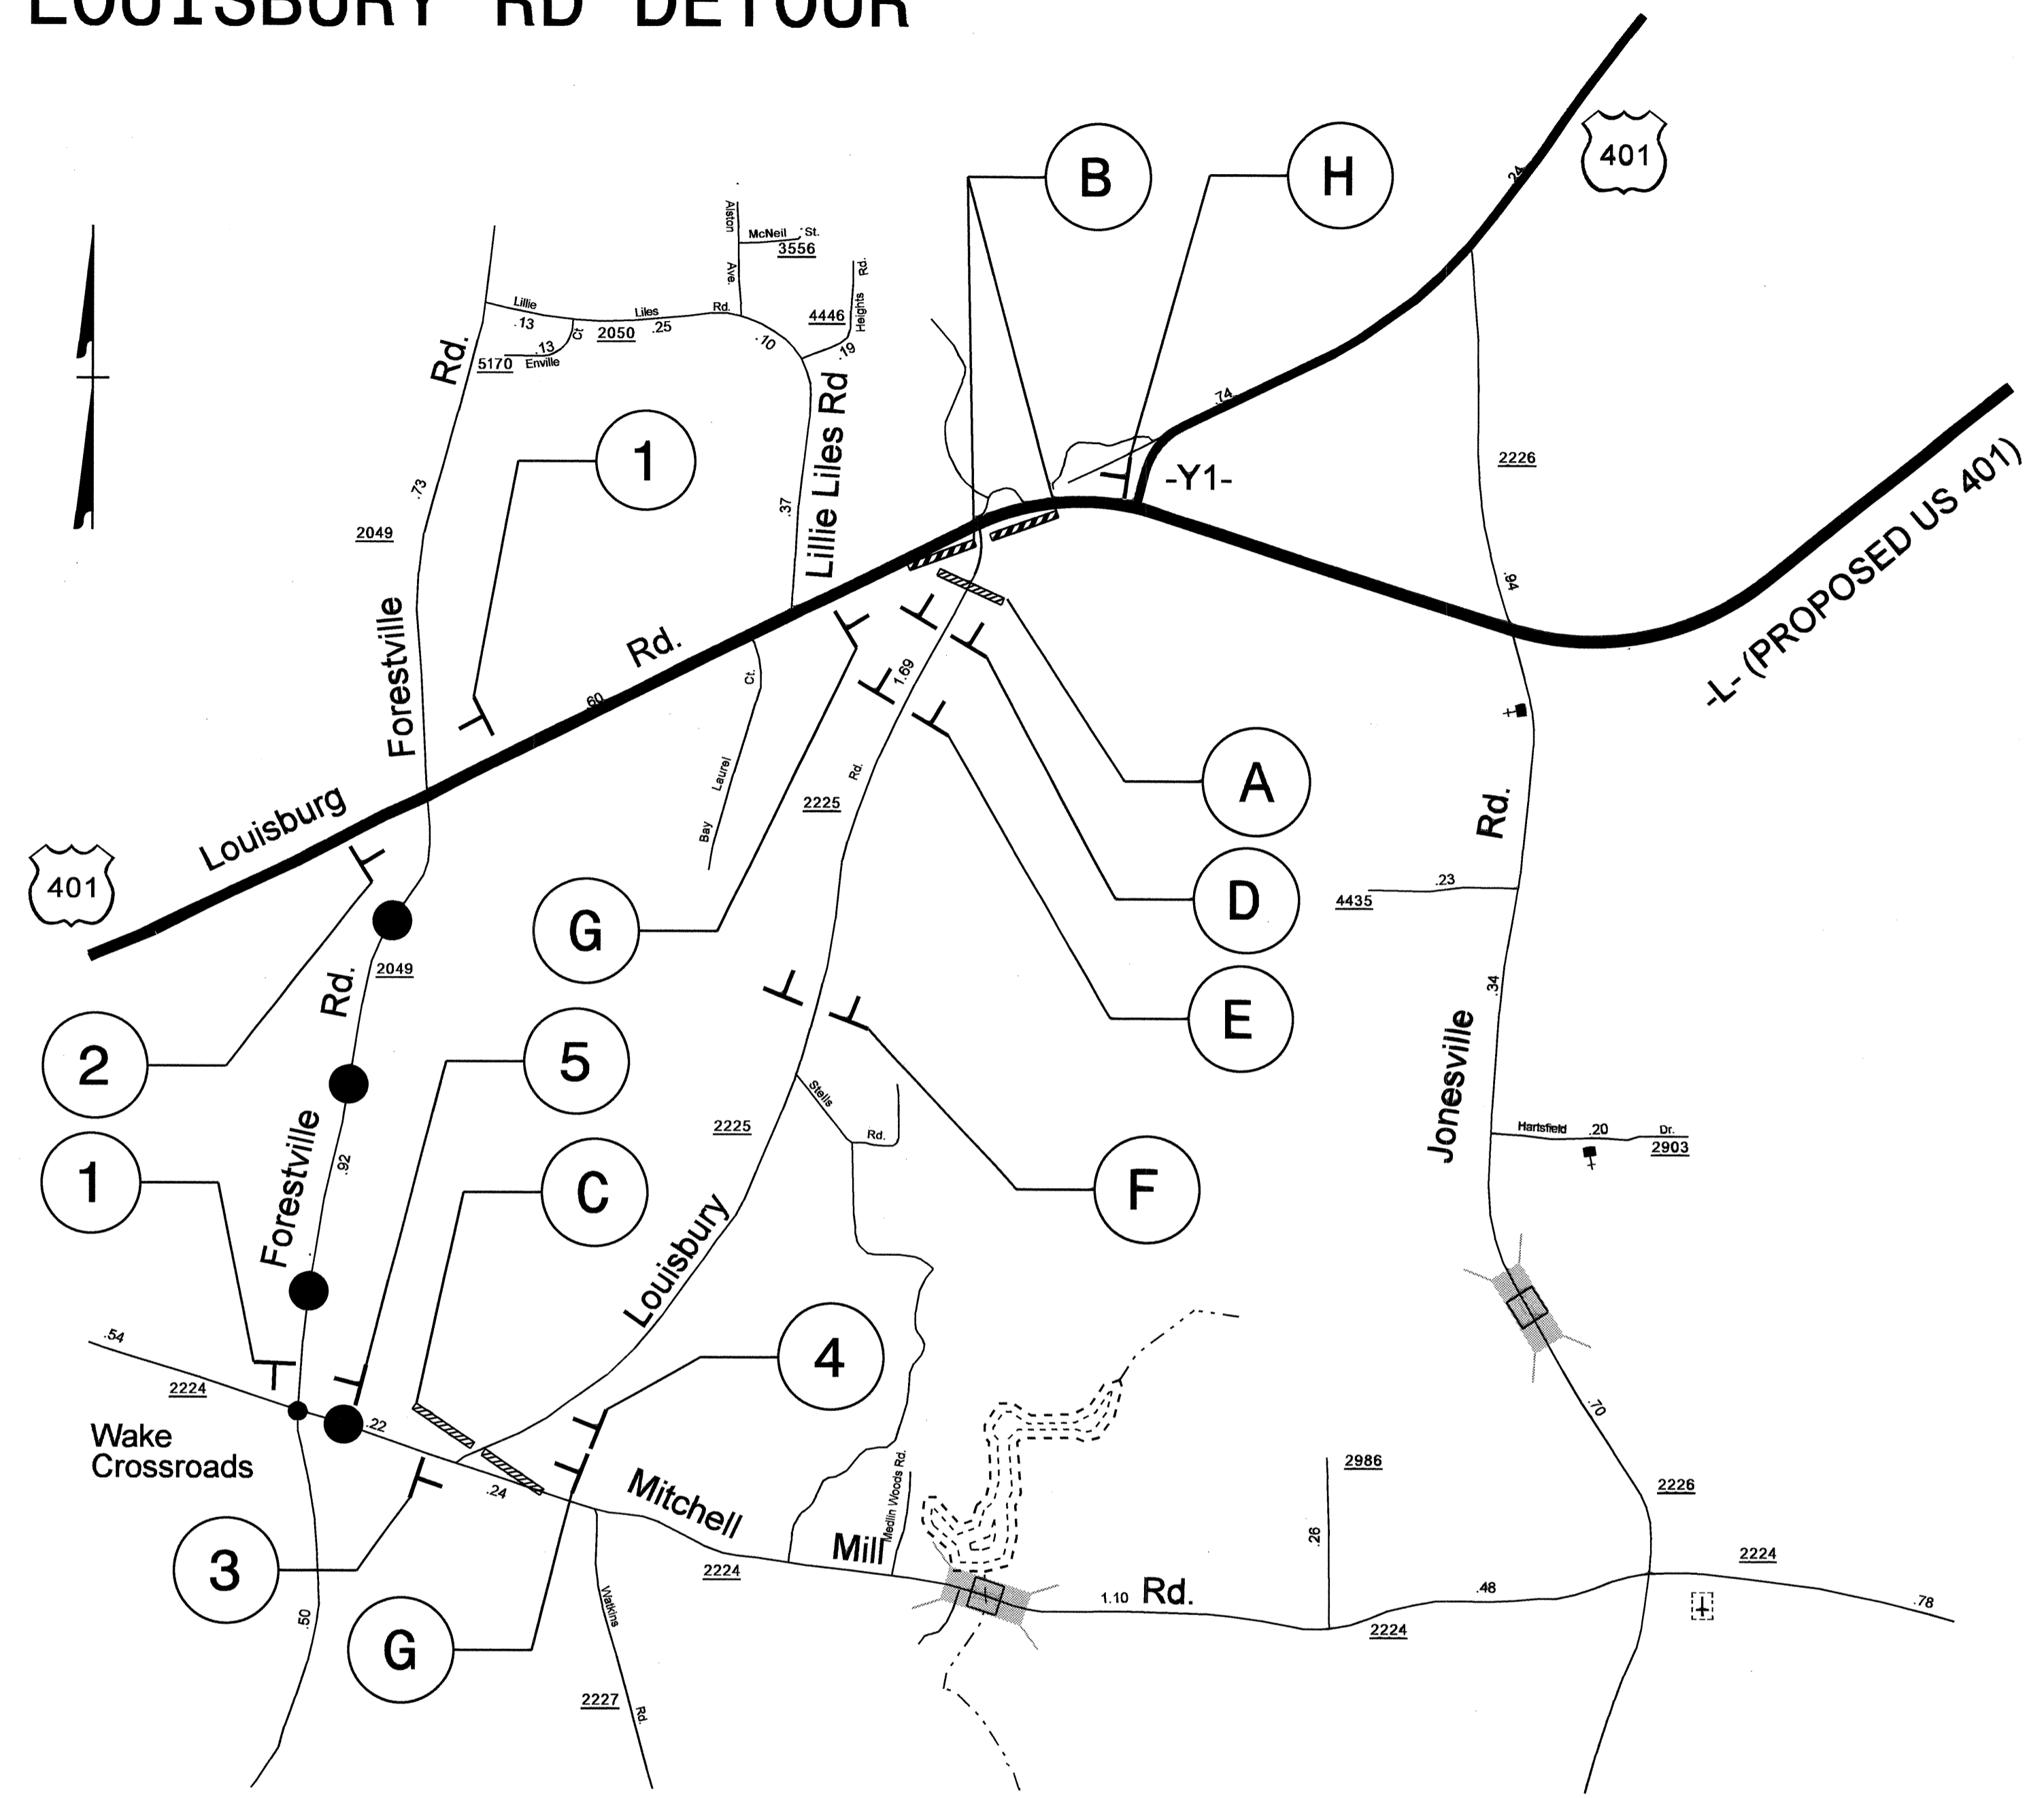 LOUISBURY RD DETOUR
401
B
H
.24
Alston
Ave.
McNeil St.
3556
Lillie
Liles
Rd.
.13
2050
.25
Ct.
.13
5170
Enville
.10
4446
Heights
Rd.
.19
Rd.
1
.73
2049
.37
Lillie Liles Rd
.74
-Y1-
2226
.94
-L- (PROPOSED US 401)
Forestville
Rd.
.60
Ct.
Laurel
Bay
1.69
Rd.
2225
A
Louisburg
401
G
D
E
Rd.
.23
4435
2049
Rd.
2
5
.34
Jonesville
1
Forestville
.92
C
2225
Stells
Rd.
F
Hartsfield
.20
Dr.
2903
Louisbury
4
.54
2224
.22
Wake
Crossroads
.24
Mitchell
Mill
Medlin Woods Rd.
.70
2986
2226
.26
3
2224
1.10
Rd.
.48
2224
2224
.78
.50
G
Watkins
2227
Rd.